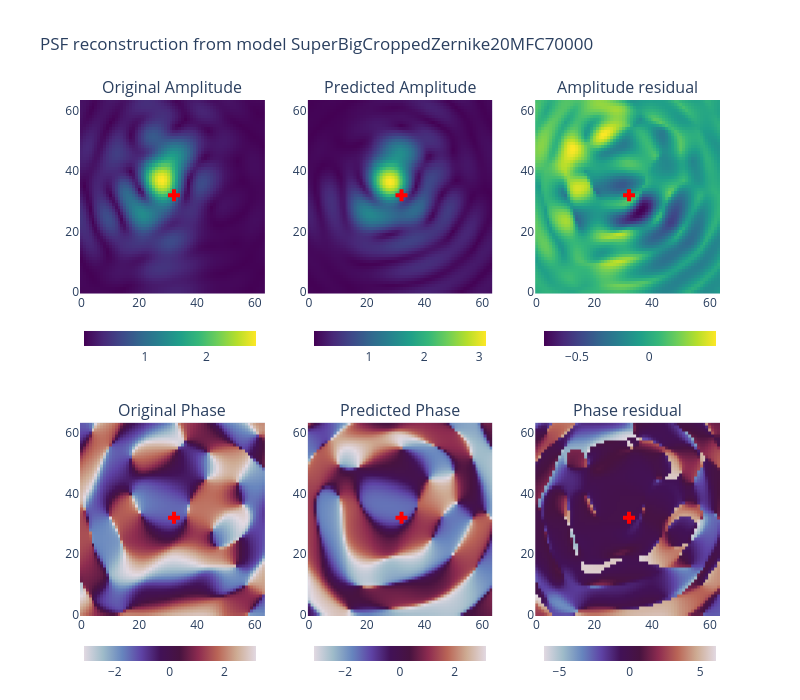 PSF reconstruction from model SuperBigCroppedZernike20MFC70000
Original Amplitude
Predicted Amplitude
Amplitude residual
60
40
20
0
0 20 40 60
60
40
20
0
0 20 40 60
60
40
20
0
0 20 40 60
1 2
1 2 3
−0.5 0
Original Phase
Predicted Phase
Phase residual
60
40
20
0
0 20 40 60
60
40
20
0
0 20 40 60
60
40
20
0
0 20 40 60
−2 0 2
−2 0 2
−5 0 5